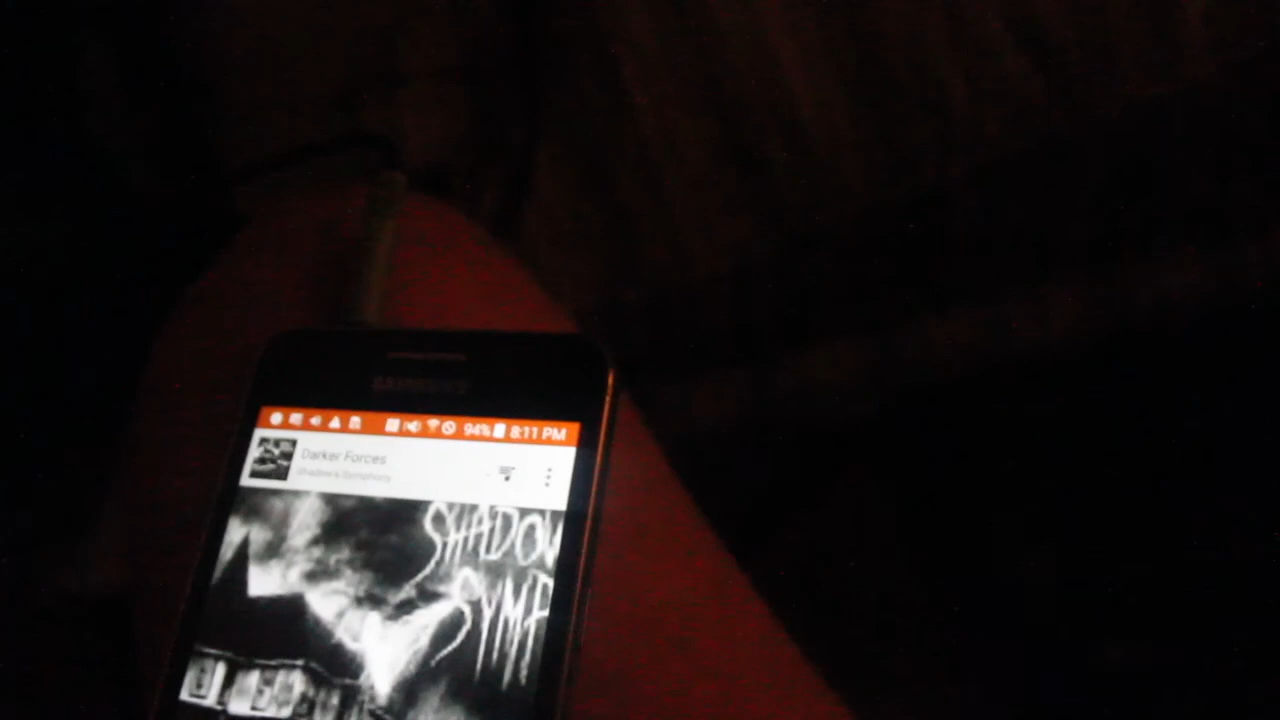 SAMSUNG
94% 8:11 PM
Darker Forces
Shadow's Symphony
SHADOW
SYMP